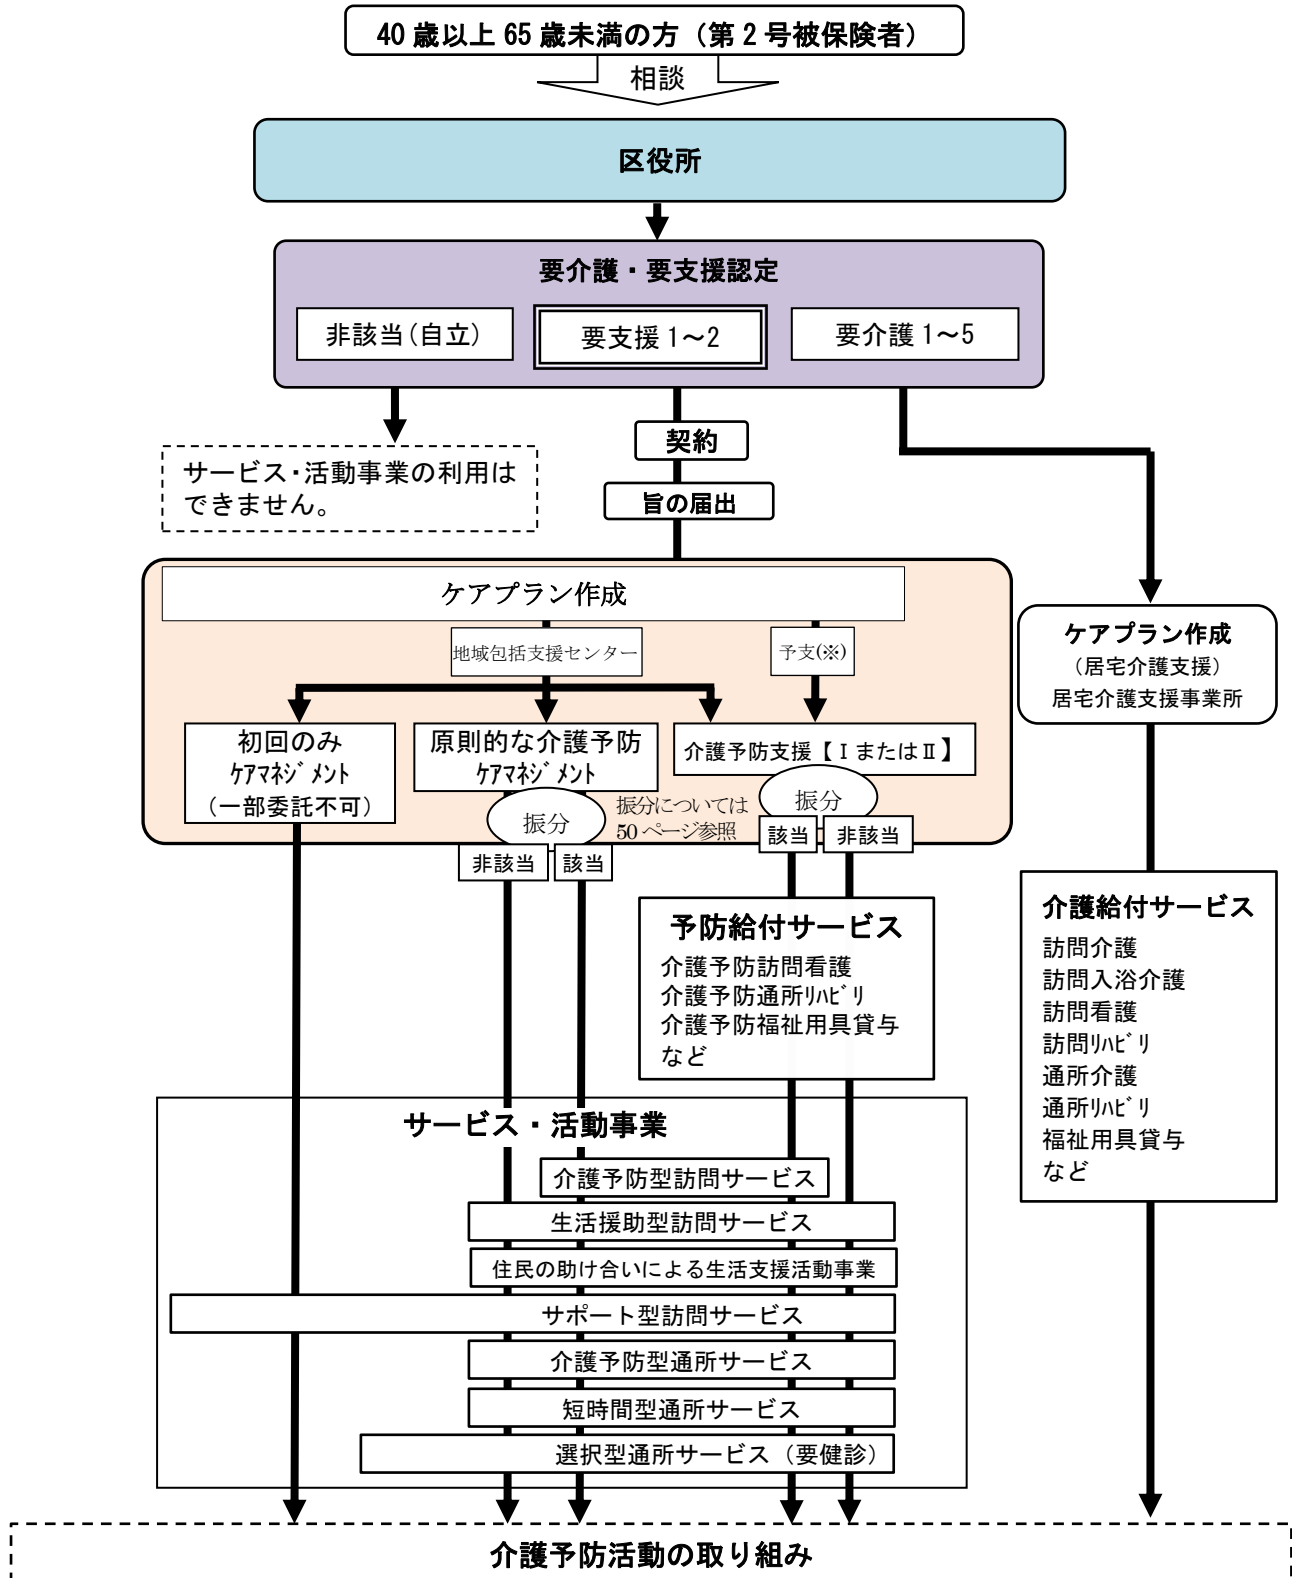 40歳以上65歳未満の方（第2号被保険者）
相談
区役所
要介護・要支援認定
非該当(自立)
要支援1～2
要介護1～5
契約
サービス・活動事業の利用は
できません。
旨の届出
ケアプラン作成
地域包括支援センター
予支(※)
ケアプラン作成
（居宅介護支援）
居宅介護支援事業所
初回のみ
ｹｱﾏﾈｼﾞﾒﾝﾄ
（一部委託不可）
原則的な介護予防
ｹｱﾏﾈｼﾞﾒﾝﾄ
介護予防支援【ⅠまたはⅡ】
振分
振分については
50ページ参照
振分
非該当
該当
該当
非該当
予防給付サービス
介護予防訪問看護
介護予防通所ﾘﾊﾋﾞﾘ
介護予防福祉用具貸与
など
介護給付サービス
訪問介護
訪問入浴介護
訪問看護
訪問ﾘﾊﾋﾞﾘ
通所介護
通所ﾘﾊﾋﾞﾘ
福祉用具貸与
など
サービス・活動事業
介護予防型訪問サービス
生活援助型訪問サービス
住民の助け合いによる生活支援活動事業
サポート型訪問サービス
介護予防型通所サービス
短時間型通所サービス
選択型通所サービス（要健診）
介護予防活動の取り組み